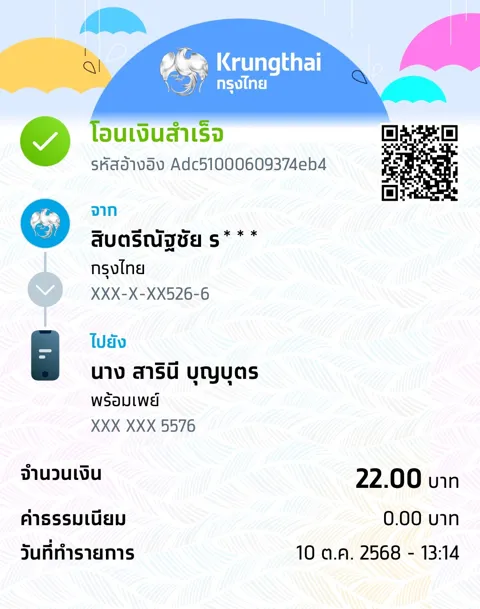 Krungthai
กรุงไทย
โอนเงินสำเร็จ
รหัสอ้างอิง Adc51000609374eb4
จาก
สิบตรีณัฐชัย ร***
กรุงไทย
XXX-X-XX526-6
ไปยัง
นาง สารินี บุญบุตร
พร้อมเพย์
XXX XXX 5576
จำนวนเงิน 22.00 บาท
ค่าธรรมเนียม 0.00 บาท
วันที่ทำรายการ 10 ต.ค. 2568 - 13:14